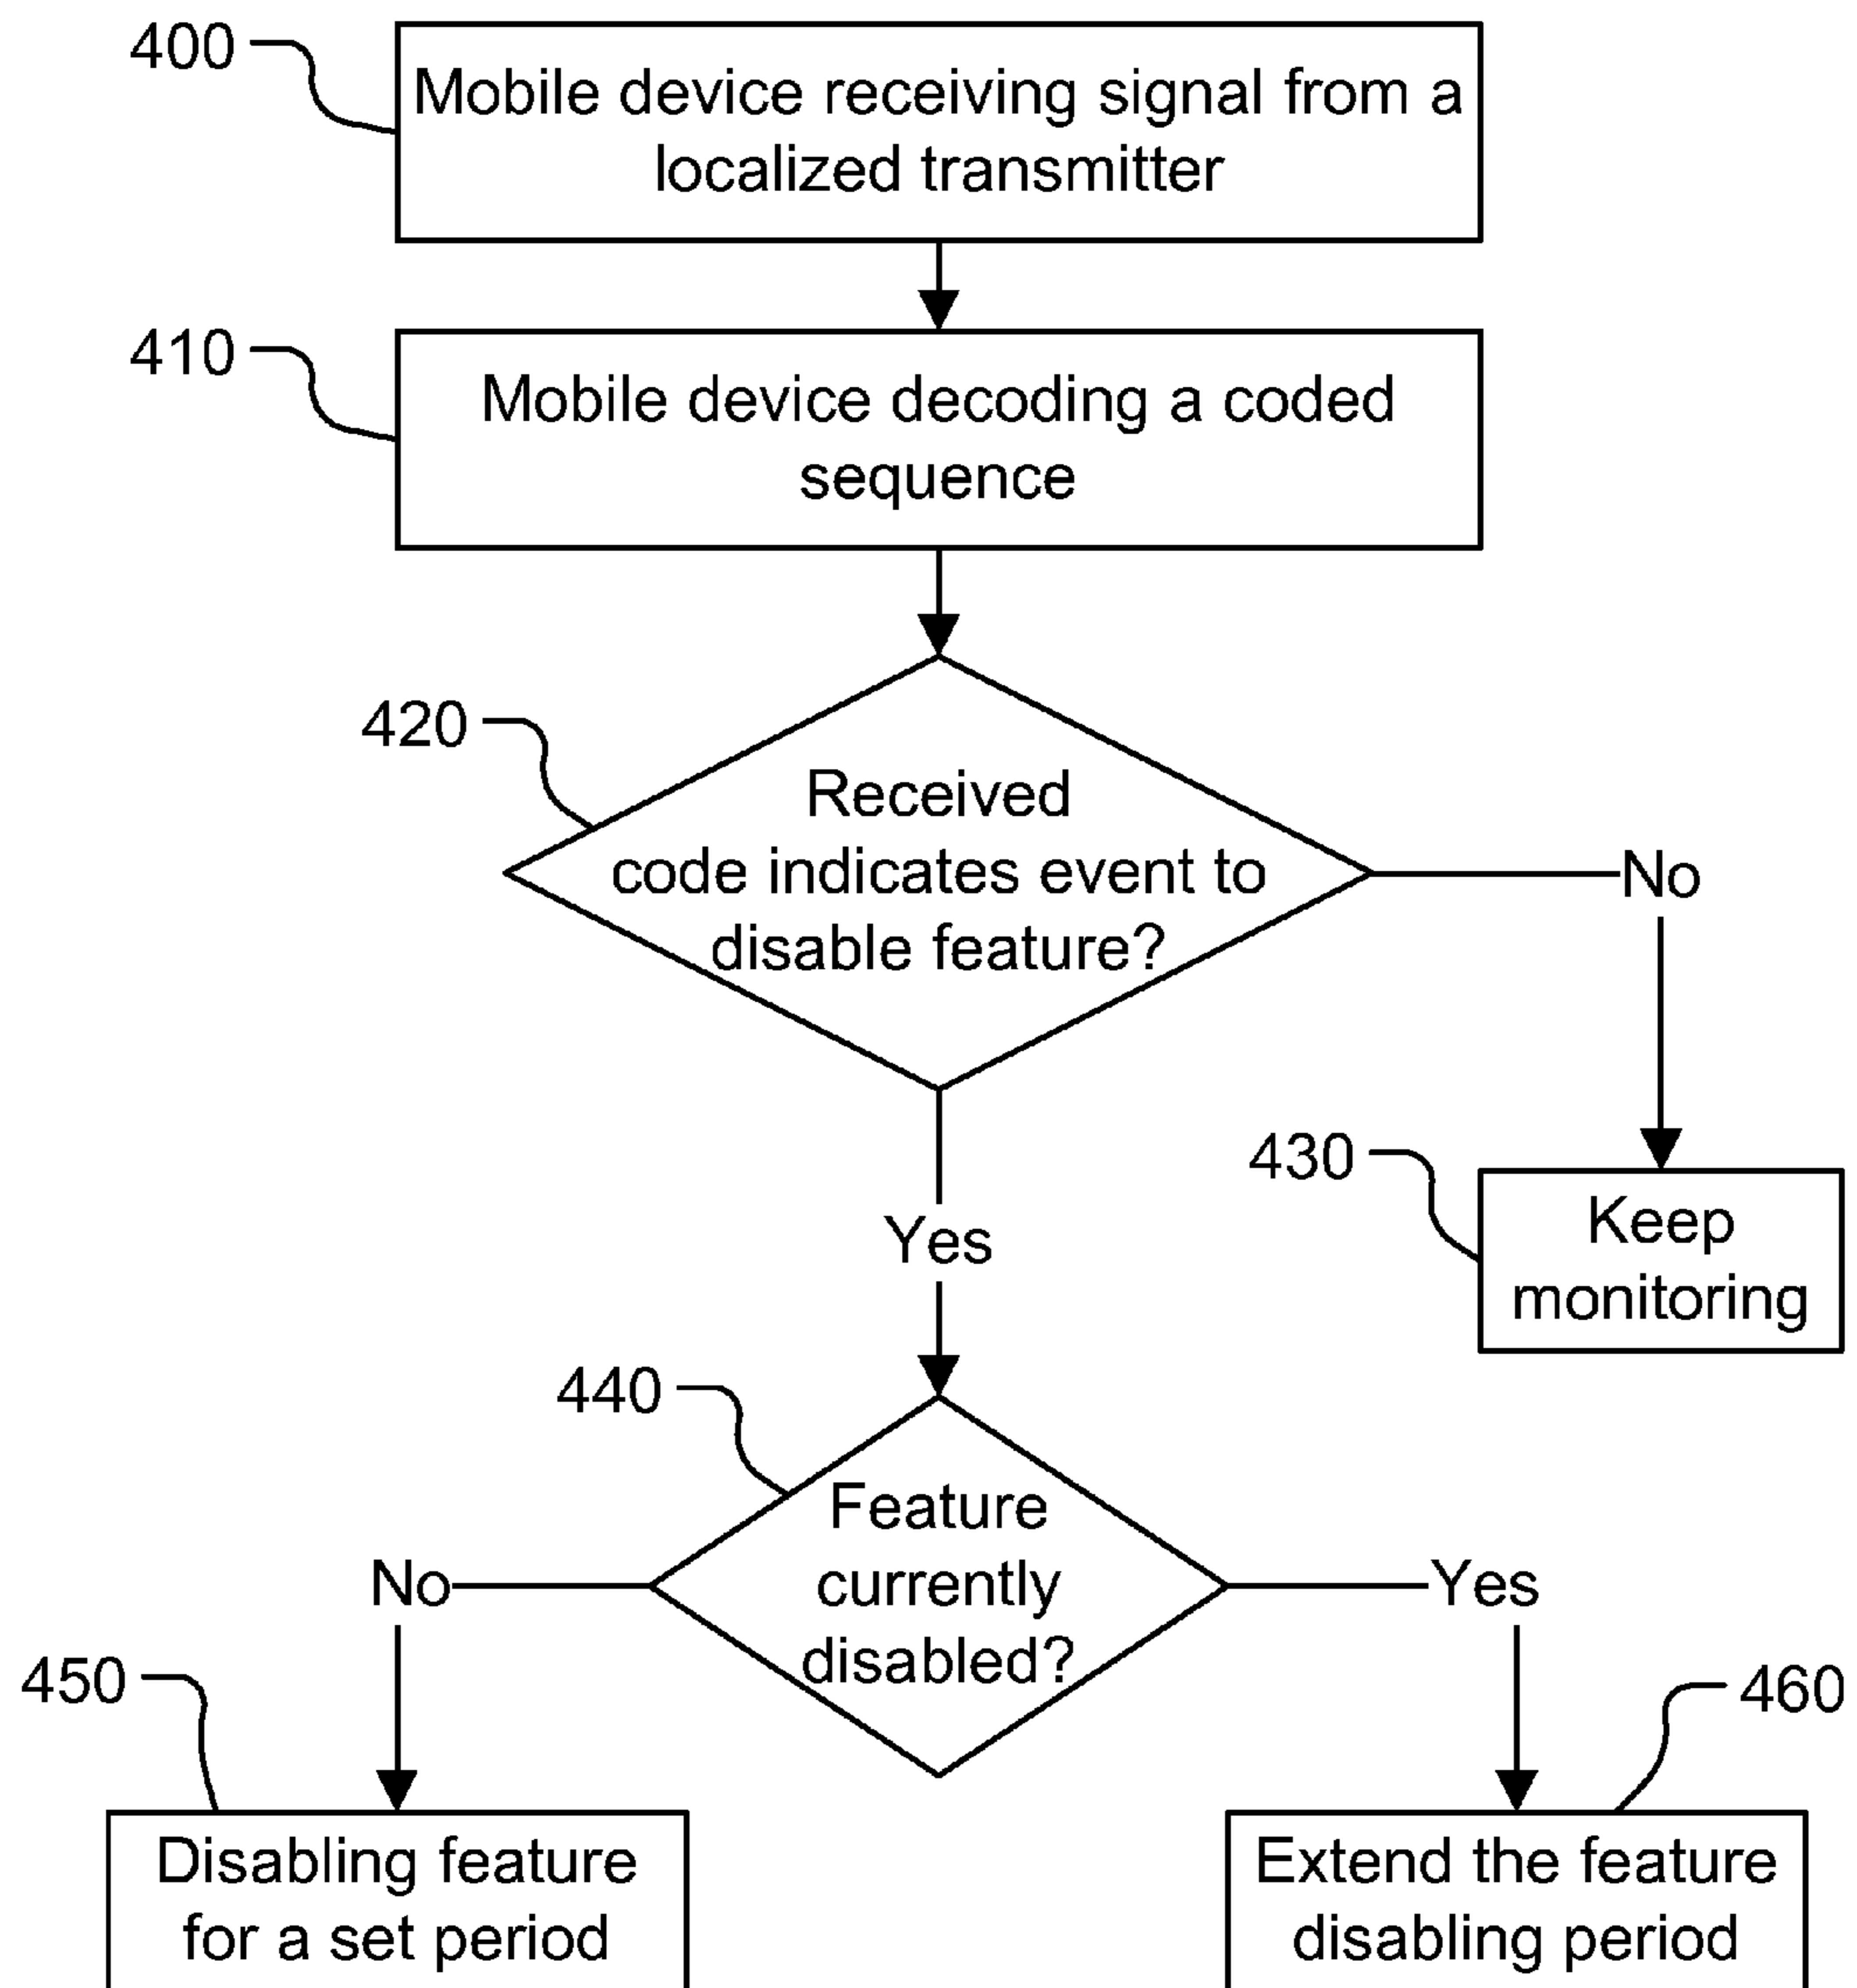 400
Mobile device receiving signal from a
localized transmitter
410
Mobile device decoding a coded
sequence
420
Received
code indicates event to
disable feature?
No
430
Keep
monitoring
Yes
440
Feature
currently
disabled?
No
Yes
450
Disabling feature
for a set period
460
Extend the feature
disabling period